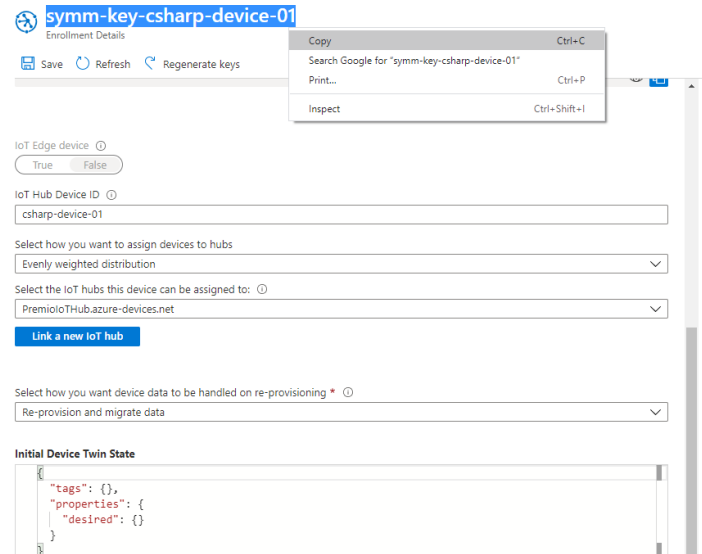 symm-key-csharp-device-01
Enrollment Details
Save Refresh Regenerate keys
Copy Ctrl+C
Search Google for "symm-key-csharp-device-01"
Print... Ctrl+P
Inspect Ctrl+Shift+I
IoT Edge device
True False
IoT Hub Device ID
csharp-device-01
Select how you want to assign devices to hubs
Evenly weighted distribution
Select the IoT hubs this device can be assigned to:
PremioIoTHub.azure-devices.net
Link a new IoT hub
Select how you want device data to be handled on re-provisioning *
Re-provision and migrate data
Initial Device Twin State
{
"tags": {},
"properties": {
"desired": {}
}
}